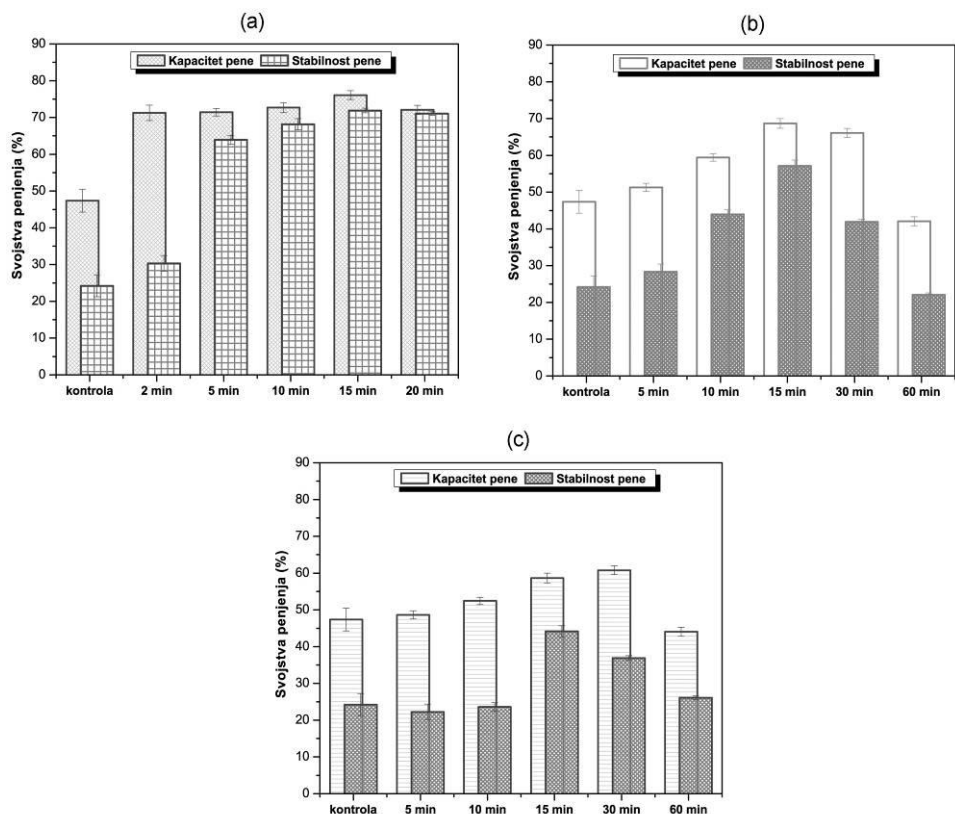 (a)
Kapacitet pene Stabilnost pene
Svojstva penjenja (%)
90
80
70
60
50
40
30
20
10
0
kontrola 2 min 5 min 10 min 15 min 20 min
(b)
Kapacitet pene Stabilnost pene
Svojstva penjenja (%)
90
80
70
60
50
40
30
20
10
0
kontrola 5 min 10 min 15 min 30 min 60 min
(c)
Kapacitet pene Stabilnost pene
Svojstva penjenja (%)
90
80
70
60
50
40
30
20
10
0
kontrola 5 min 10 min 15 min 30 min 60 min